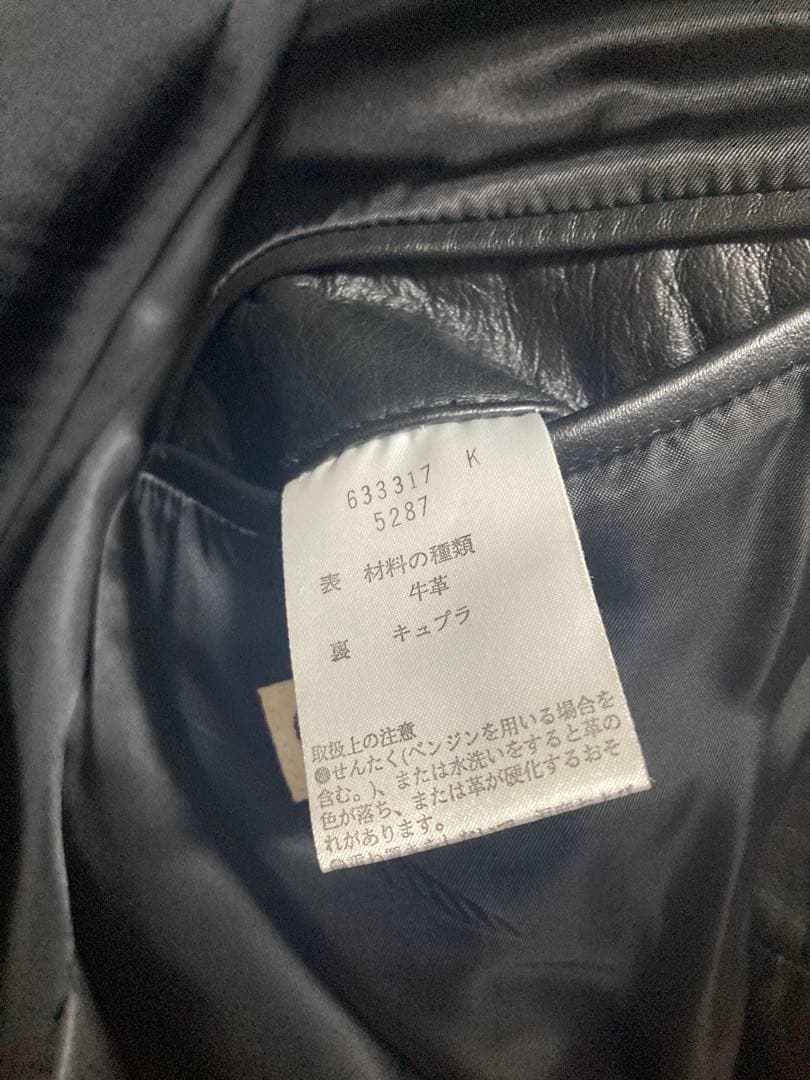 633317 K
5287
表 材料の種類
牛革
裏 キュプラ
取扱上の注意
●せんたく(ベンジンを用いる場合を
含む。)、または水洗いをすると革の
色が落ち、または革が硬化するおそ
れがあります。